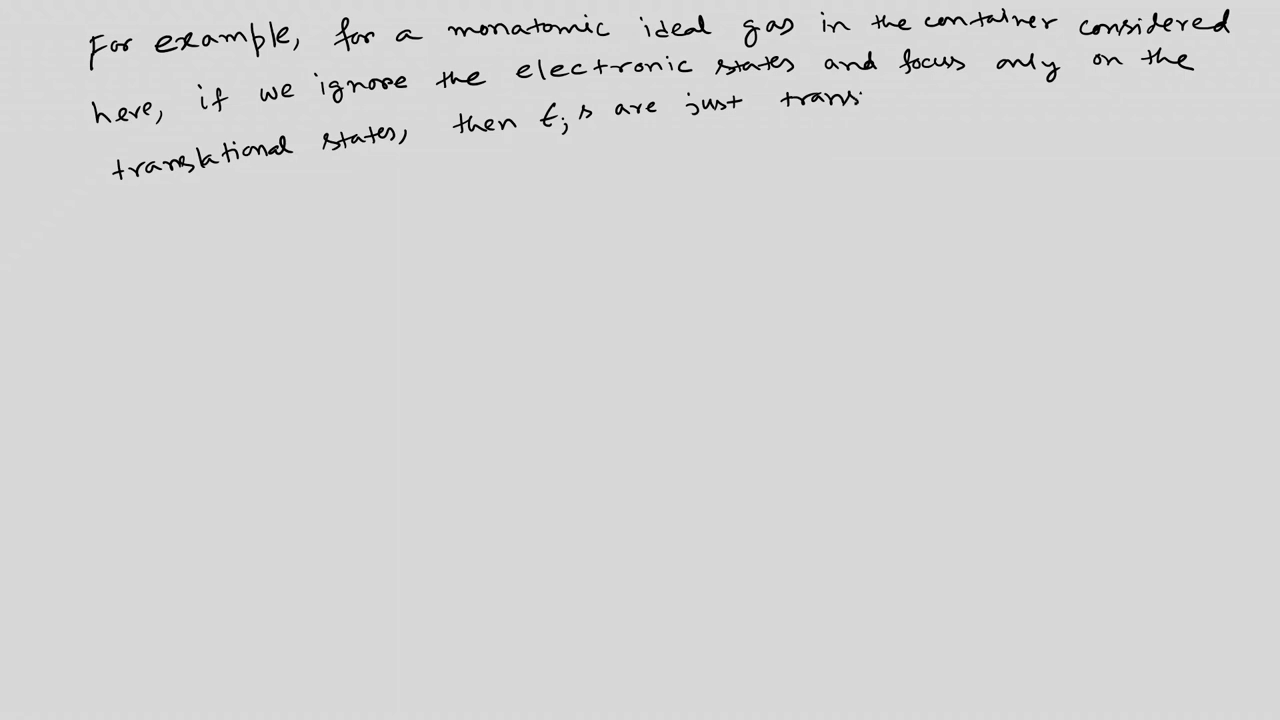 For example, for a monatomic ideal gas in the container considered
here, if we ignore the electronic states and focus only on the
translational states, then ϵᵢ s are just trans